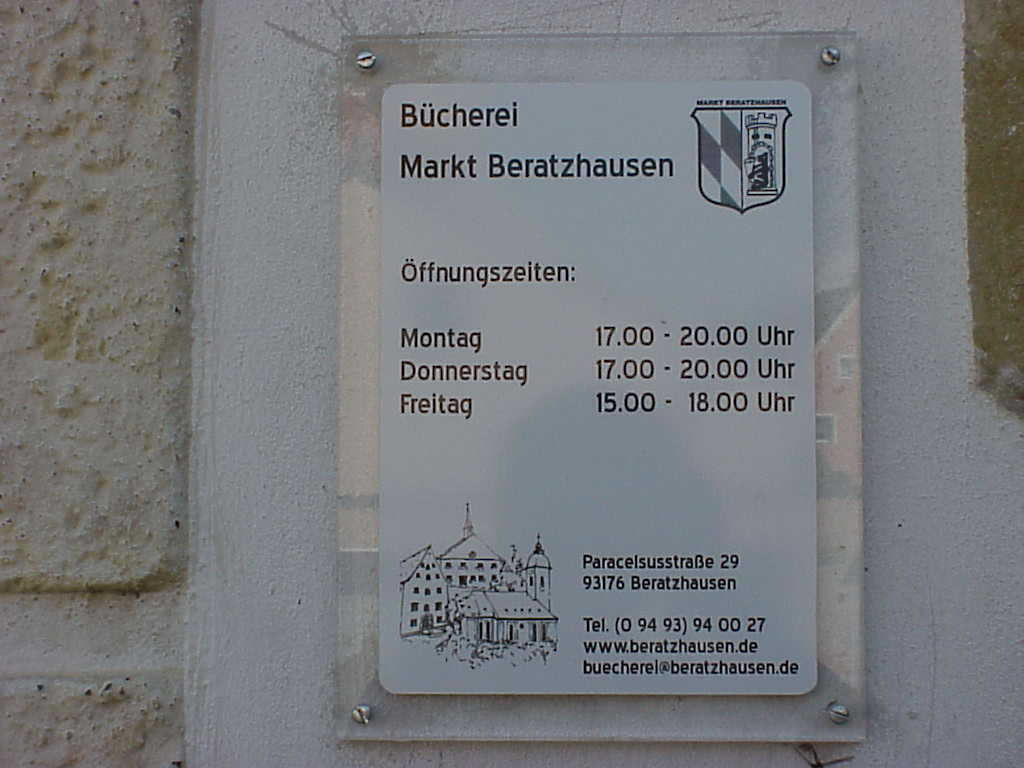 Bücherei
MARKT BERATZHAUSEN
Markt Beratzhausen
Öffnungszeiten:
Montag 17.00 - 20.00 Uhr
Donnerstag 17.00 - 20.00 Uhr
Freitag 15.00 - 18.00 Uhr
Paracelsusstraße 29
93176 Beratzhausen
Tel. (0 94 93) 94 00 27
www.beratzhausen.de
buecherei@beratzhausen.de